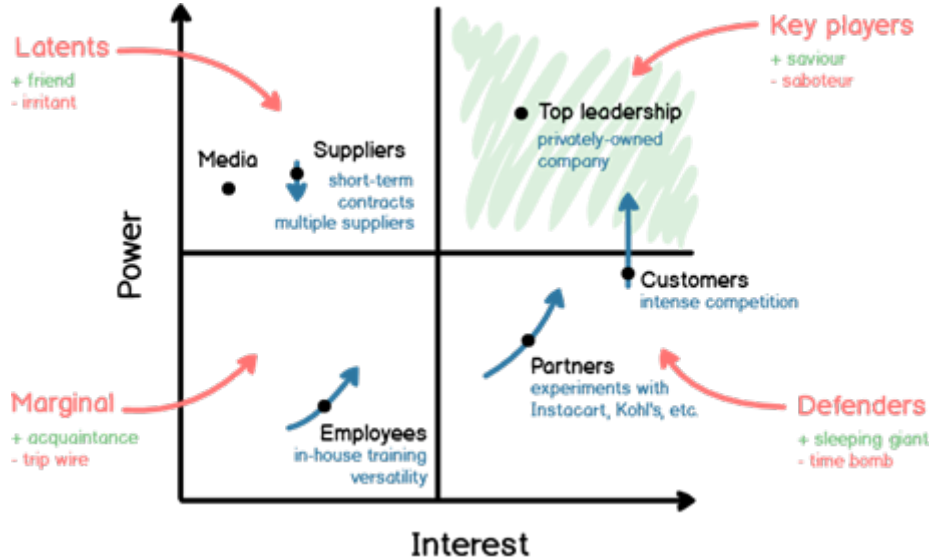 Latents
+ friend
- irritant
Key players
+ saviour
- saboteur
Media
Suppliers
short-term
contracts
multiple suppliers
Top leadership
privately-owned
company
Power
Customers
intense competition
Partners
experiments with
Instacart, Kohl's, etc.
Employees
in-house training
versatility
Marginal
+ acquaintance
- trip wire
Defenders
+ sleeping giant
- time bomb
Interest